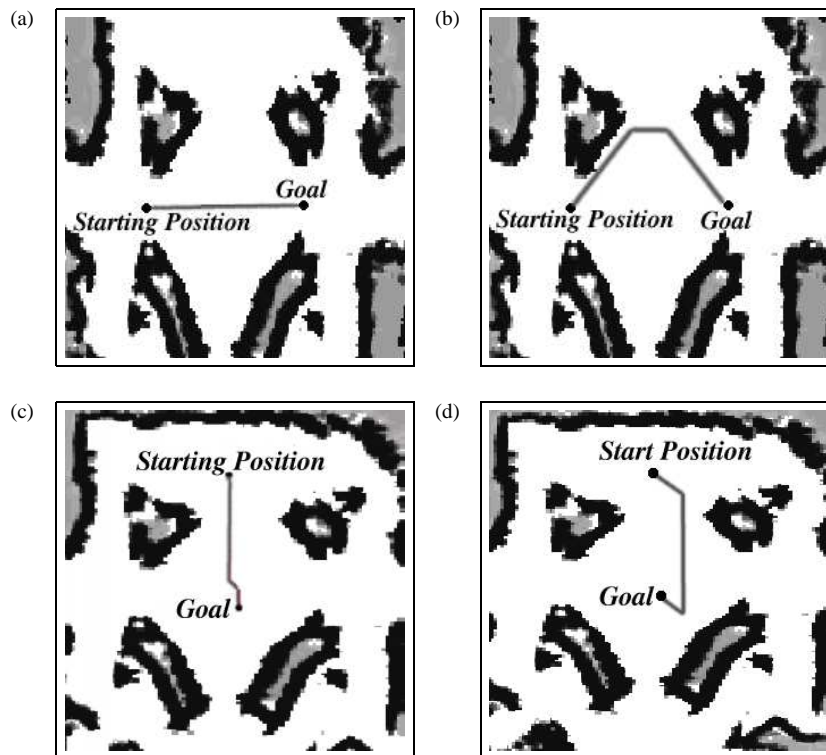 (a)
Goal
Starting Position
(b)
Starting Position
Goal
(c)
Starting Position
Goal
(d)
Start Position
Goal